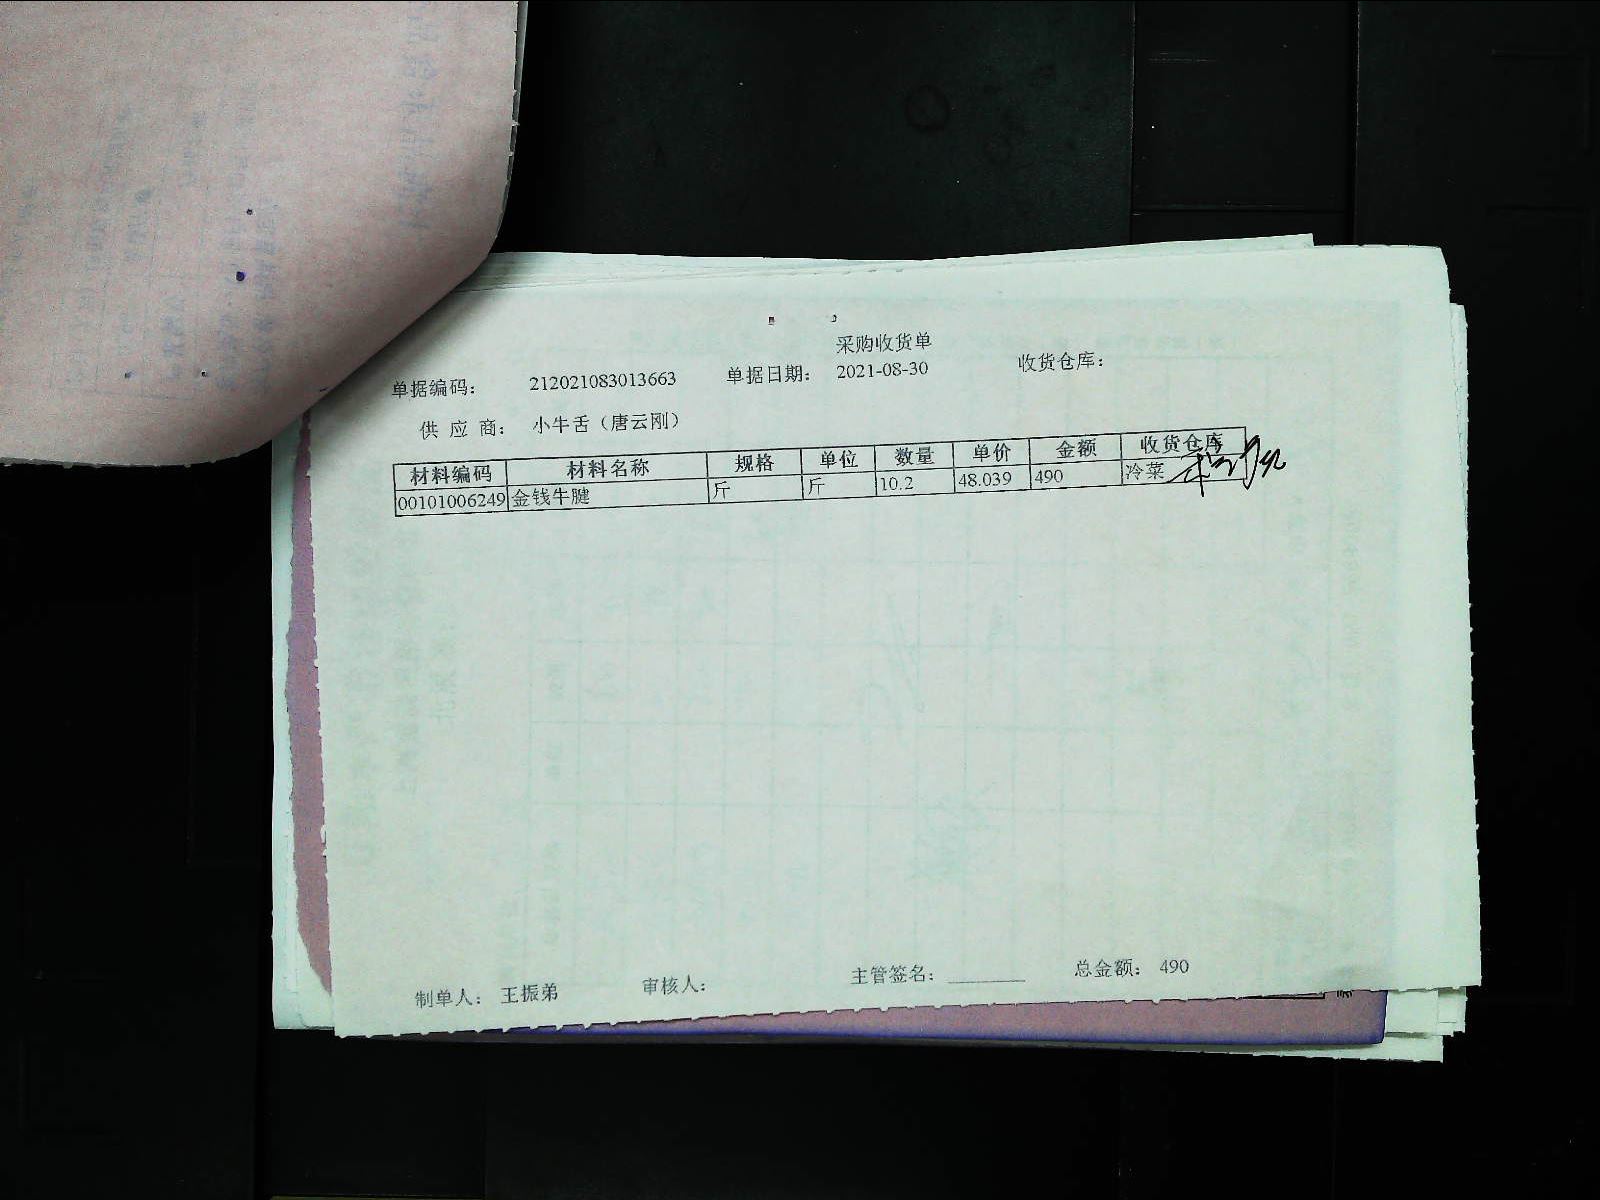 采购收货单
单据编码： 212021083013663 单据日期： 2021-08-30 收货仓库：
供 应 商： 小牛舌（唐云刚）
材料编码 材料名称 规格 单位 数量 单价 金额 收货仓库
00101006249 金钱牛腱 斤 斤 10.2 48.039 490 冷菜
制单人： 王振弟 审核人： 主管签名： ________ 总金额： 490